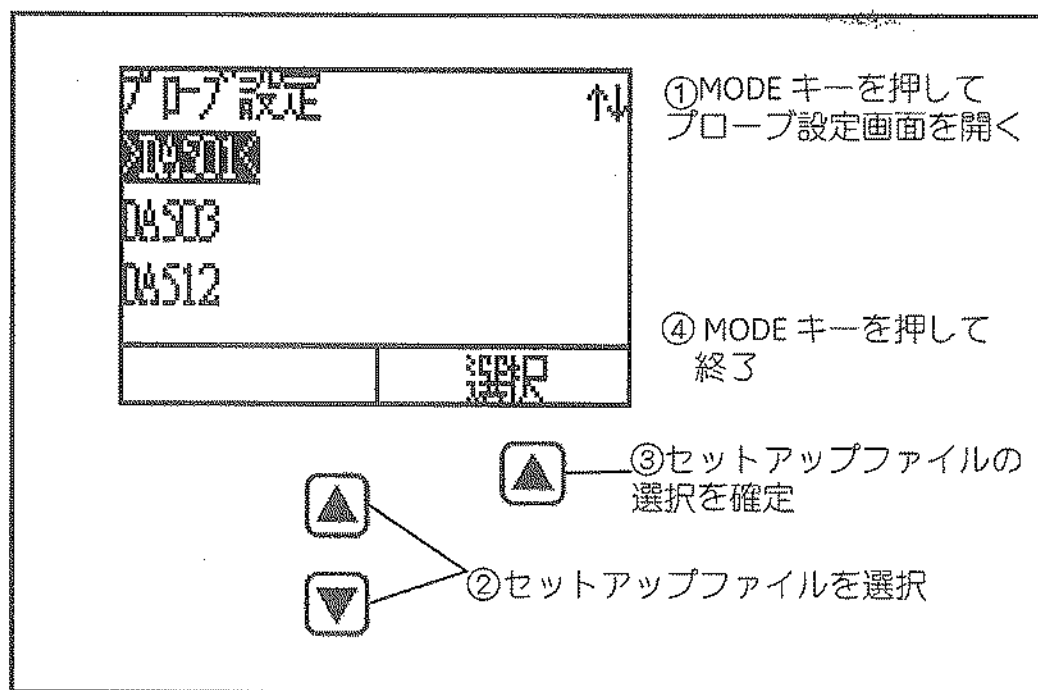 プローブ設定 ↑↓
>DAS01<
DAS03
DAS12
選択
①MODE キーを押して
プローブ設定画面を開く
④ MODE キーを押して
終了
③セットアップファイルの
選択を確定
②セットアップファイルを選択